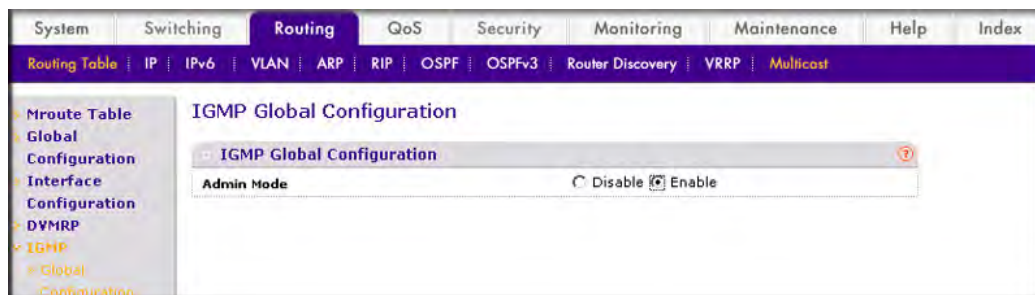 System Switching Routing QoS Security Monitoring Maintenance Help Index
Routing Table IP IPv6 VLAN ARP RIP OSPF OSPFv3 Router Discovery VRRP Multicast
Mroute Table
Global
Configuration
Interface
Configuration
DVMRP
IGMP
Global
Configuration
IGMP Global Configuration
IGMP Global Configuration ?
Admin Mode Disable Enable